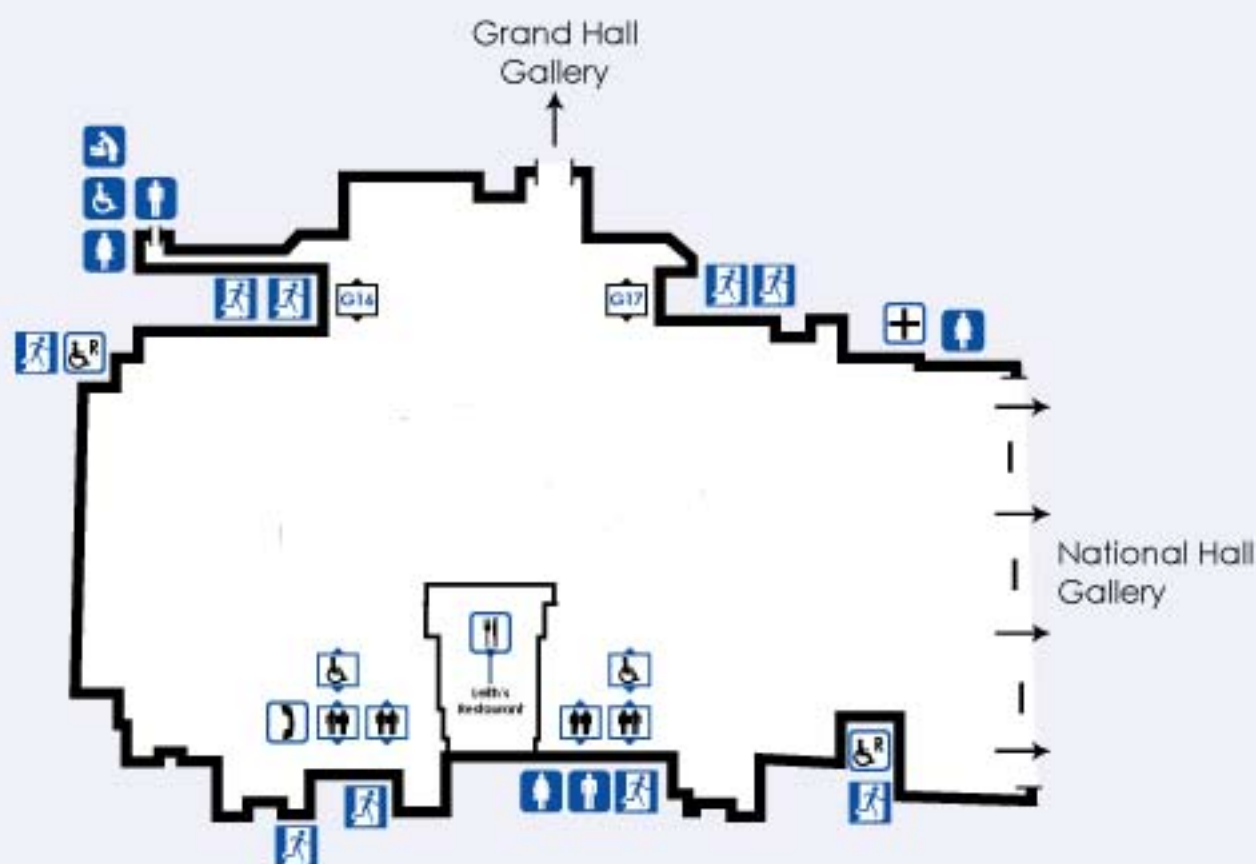 Grand Hall
Gallery
G16
G17
R
National Hall
Gallery
Leith's
Restaurant
R